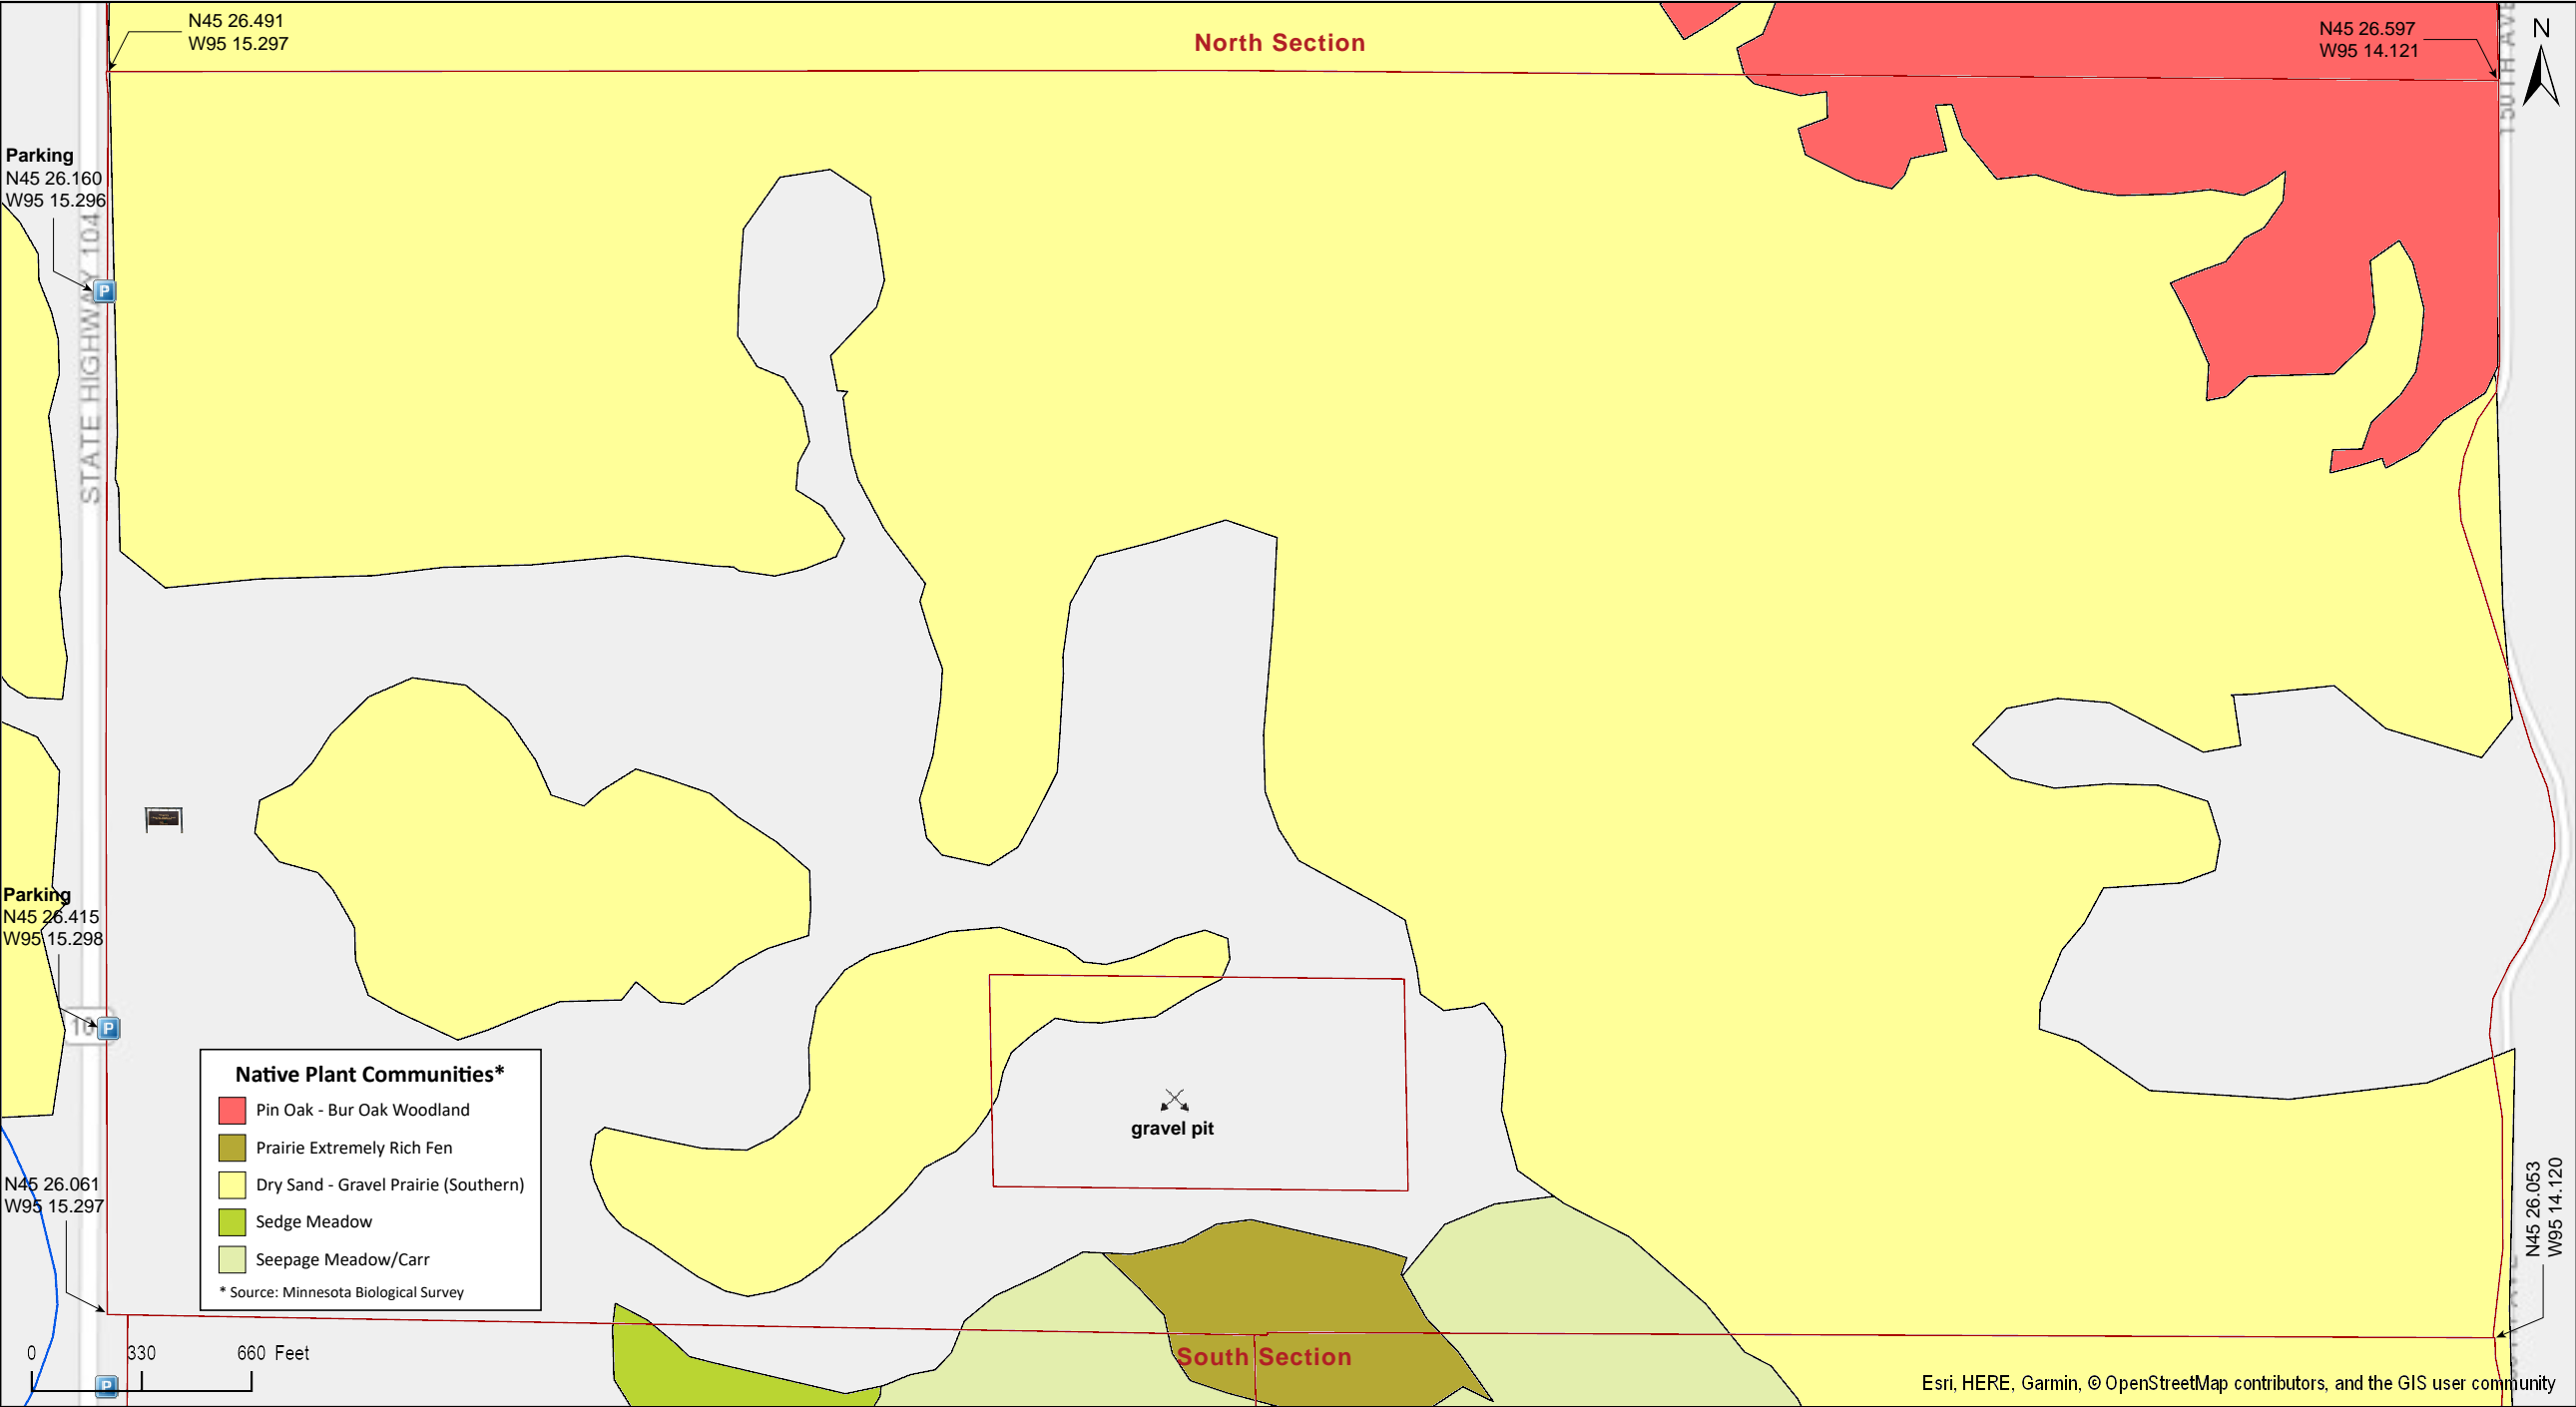 N45 26.491
W95 15.297
North Section
N45 26.597
W95 14.121
N
150TH AVE
Parking
N45 26.160
W95 15.296
P
STATE HIGHWAY 104
Parking
N45 26.415
W95 15.298
P
gravel pit
Native Plant Communities*
Pin Oak - Bur Oak Woodland
Prairie Extremely Rich Fen
Dry Sand - Gravel Prairie (Southern)
Sedge Meadow
Seepage Meadow/Carr
* Source: Minnesota Biological Survey
N45 26.061
W95 15.297
N45 26.053
W95 14.120
South Section
0 330 660 Feet
P
Esri, HERE, Garmin, © OpenStreetMap contributors, and the GIS user community